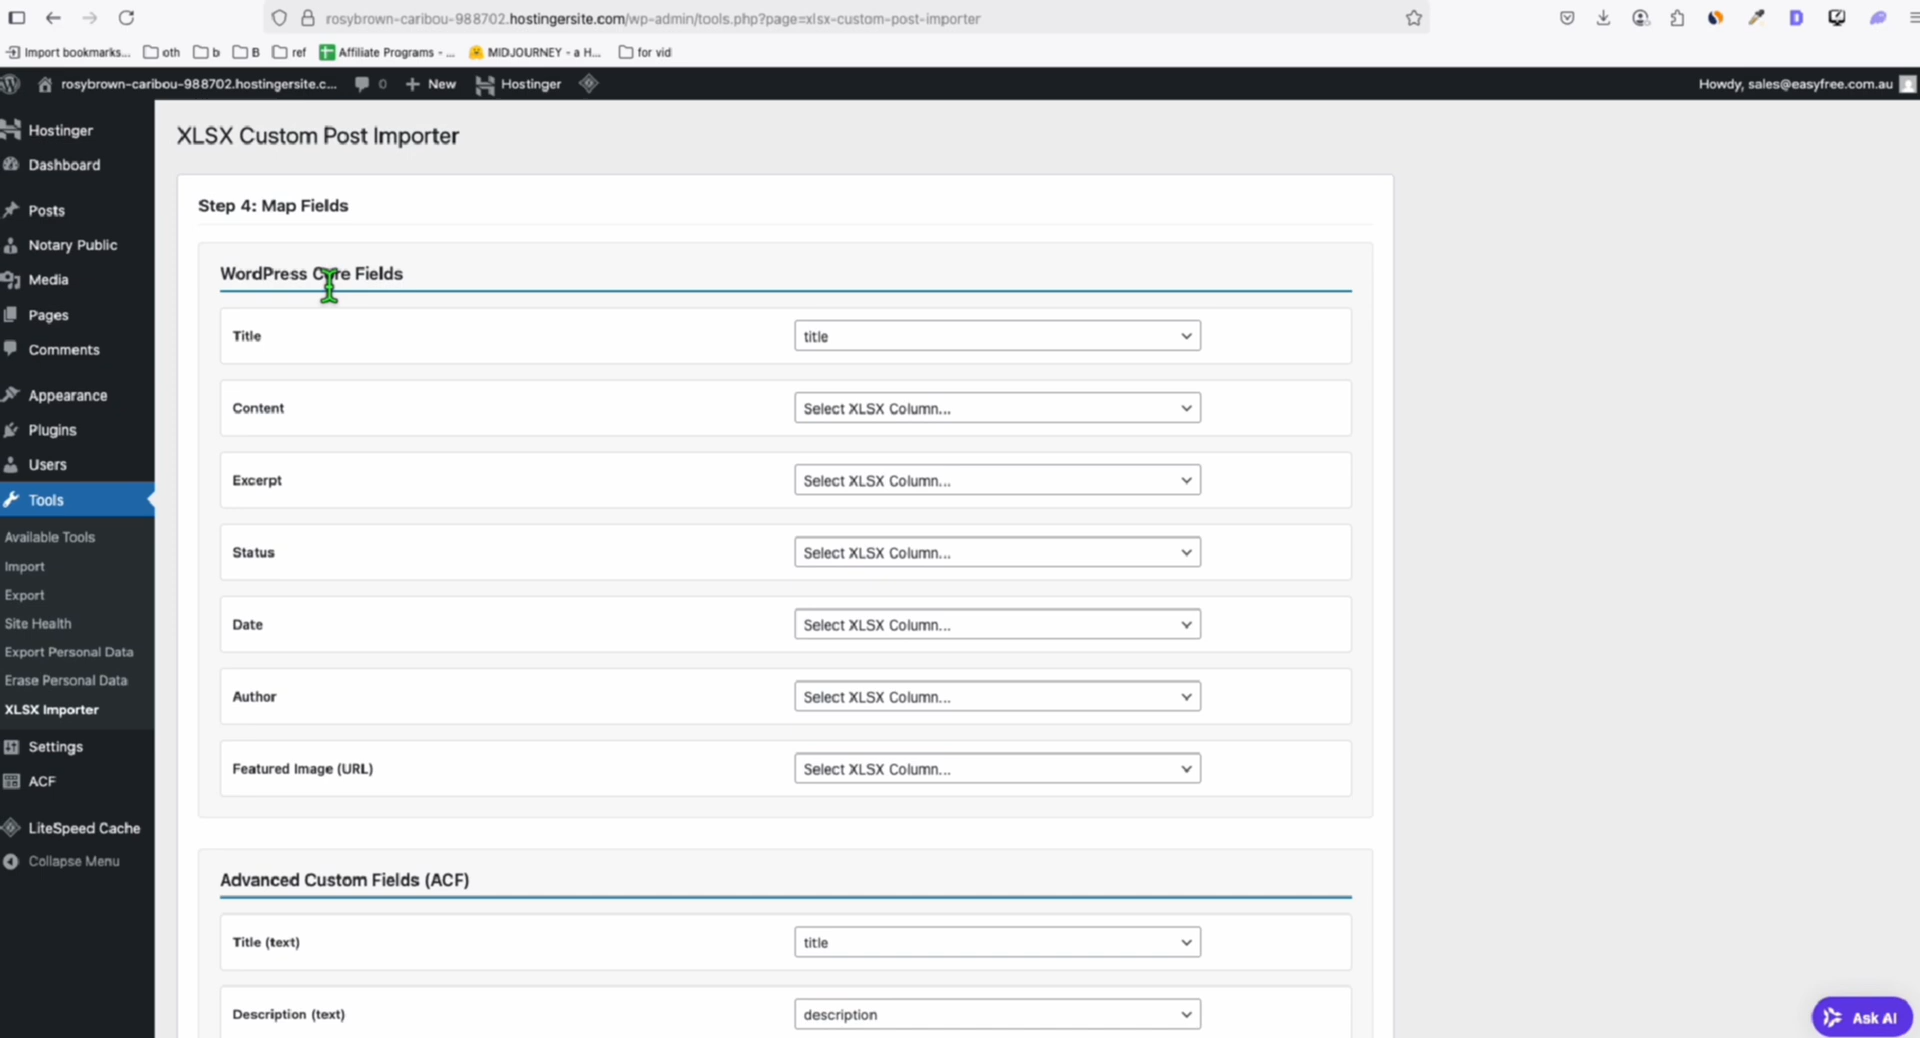 rosybrown-caribou-988702.hostingersite.com/wp-admin/tools.php?page=xlsx-custom-post-importer
Import bookmarks... oth b B ref Affiliate Programs - ... MIDJOURNEY - a H... for vid
rosybrown-caribou-988702.hostingersite.c... 0 + New Hostinger Howdy, sales@easyfree.com.au
Hostinger
Dashboard
Posts
Notary Public
Media
Pages
Comments
Appearance
Plugins
Users
Tools
Available Tools
Import
Export
Site Health
Export Personal Data
Erase Personal Data
XLSX Importer
Settings
ACF
LiteSpeed Cache
Collapse Menu
XLSX Custom Post Importer
Step 4: Map Fields
WordPress Core Fields
Title title
Content Select XLSX Column...
Excerpt Select XLSX Column...
Status Select XLSX Column...
Date Select XLSX Column...
Author Select XLSX Column...
Featured Image (URL) Select XLSX Column...
Advanced Custom Fields (ACF)
Title (text) title
Description (text) description
Ask AI